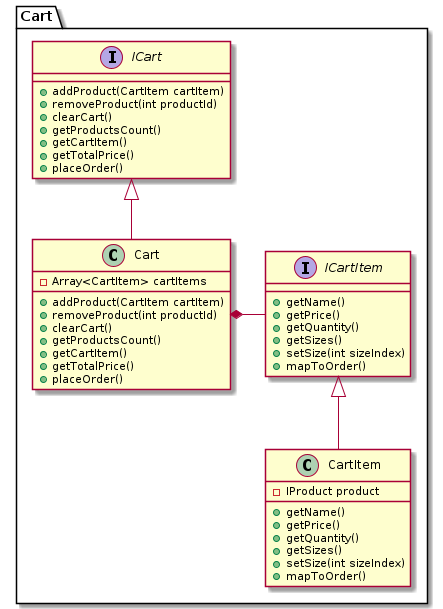 Cart
I ICart
addProduct(CartItem cartItem)
removeProduct(int productId)
clearCart()
getProductsCount()
getCartItem()
getTotalPrice()
placeOrder()
C Cart
Array<CartItem> cartItems
addProduct(CartItem cartItem)
removeProduct(int productId)
clearCart()
getProductsCount()
getCartItem()
getTotalPrice()
placeOrder()
I ICartItem
getName()
getPrice()
getQuantity()
getSizes()
setSize(int sizeIndex)
mapToOrder()
C CartItem
IProduct product
getName()
getPrice()
getQuantity()
getSizes()
setSize(int sizeIndex)
mapToOrder()